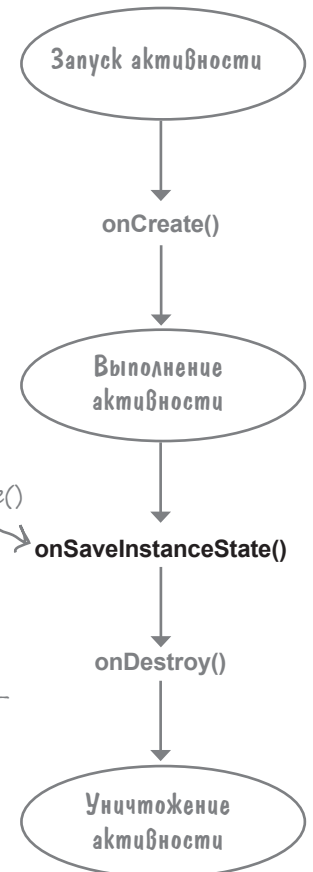 Запуск активности
onCreate()
Выполнение
активности
onSaveInstanceState()
onDestroy()
Уничтожение
активности